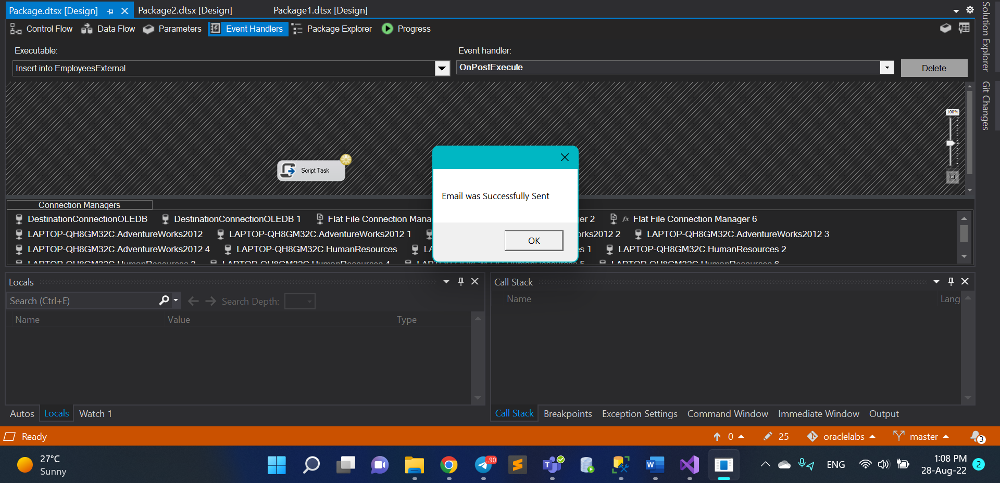 Package.dtsx [Design]
Package2.dtsx [Design]
Package1.dtsx [Design]
Control Flow
Data Flow
Parameters
Event Handlers
Package Explorer
Progress
Executable:
Event handler:
Insert into EmployeesExternal
OnPostExecute
Delete
Solution Explorer
Git Changes
100%
Script Task
Email was Successfully Sent
OK
Connection Managers
DestinationConnectionOLEDB
DestinationConnectionOLEDB 1
Flat File Connection Mana
er 2
fx Flat File Connection Manager 6
LAPTOP-QH8GM32C.AdventureWorks2012
LAPTOP-QH8GM32C.AdventureWorks2012 1
rks2012 2
LAPTOP-QH8GM32C.AdventureWorks2012 3
LAPTOP-QH8GM32C.AdventureWorks2012 4
LAPTOP-QH8GM32C.HumanResources
LA
s 1
LAPTOP-QH8GM32C.HumanResources 2
Locals
Search (Ctrl+E)
Search Depth:
Name
Value
Type
Call Stack
Name
Lang
Autos
Locals
Watch 1
Call Stack
Breakpoints
Exception Settings
Command Window
Immediate Window
Output
Ready
0
25
oraclelabs
master
3
27°C
Sunny
..90
ENG
1:08 PM
28-Aug-22
2